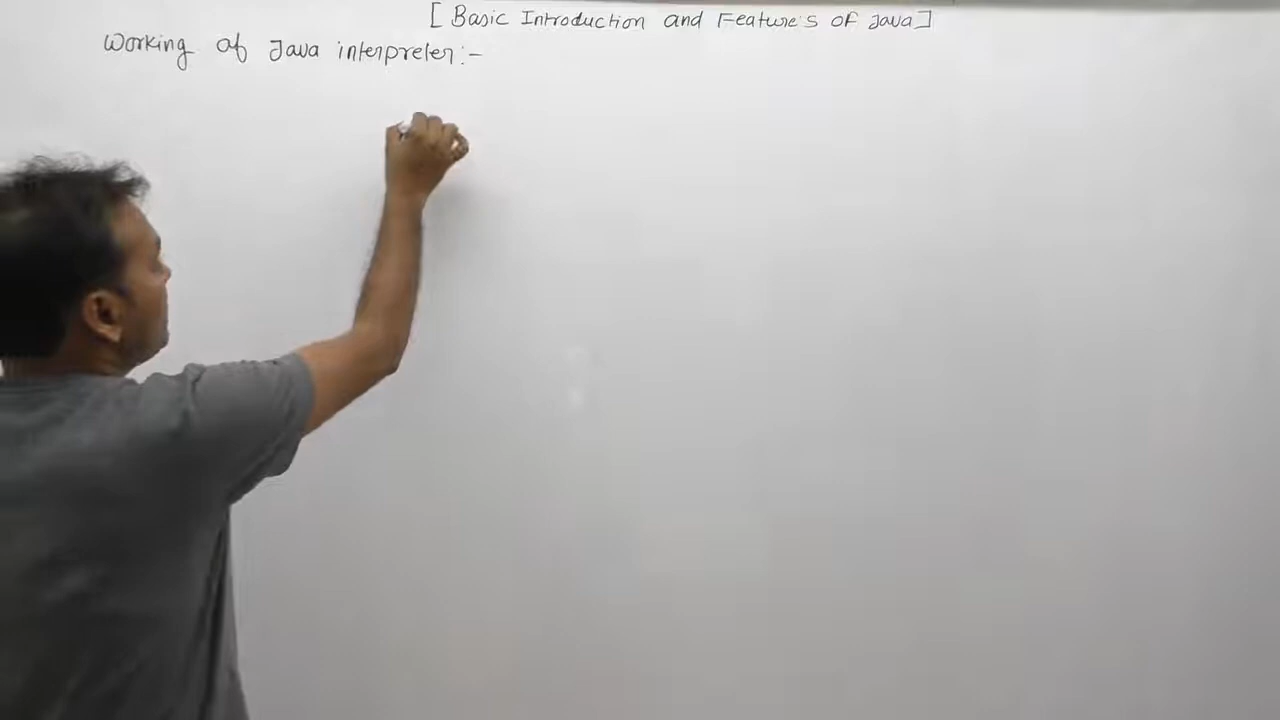 [Basic Introduction and Feature's of Java]
Working of Java interpreter:-